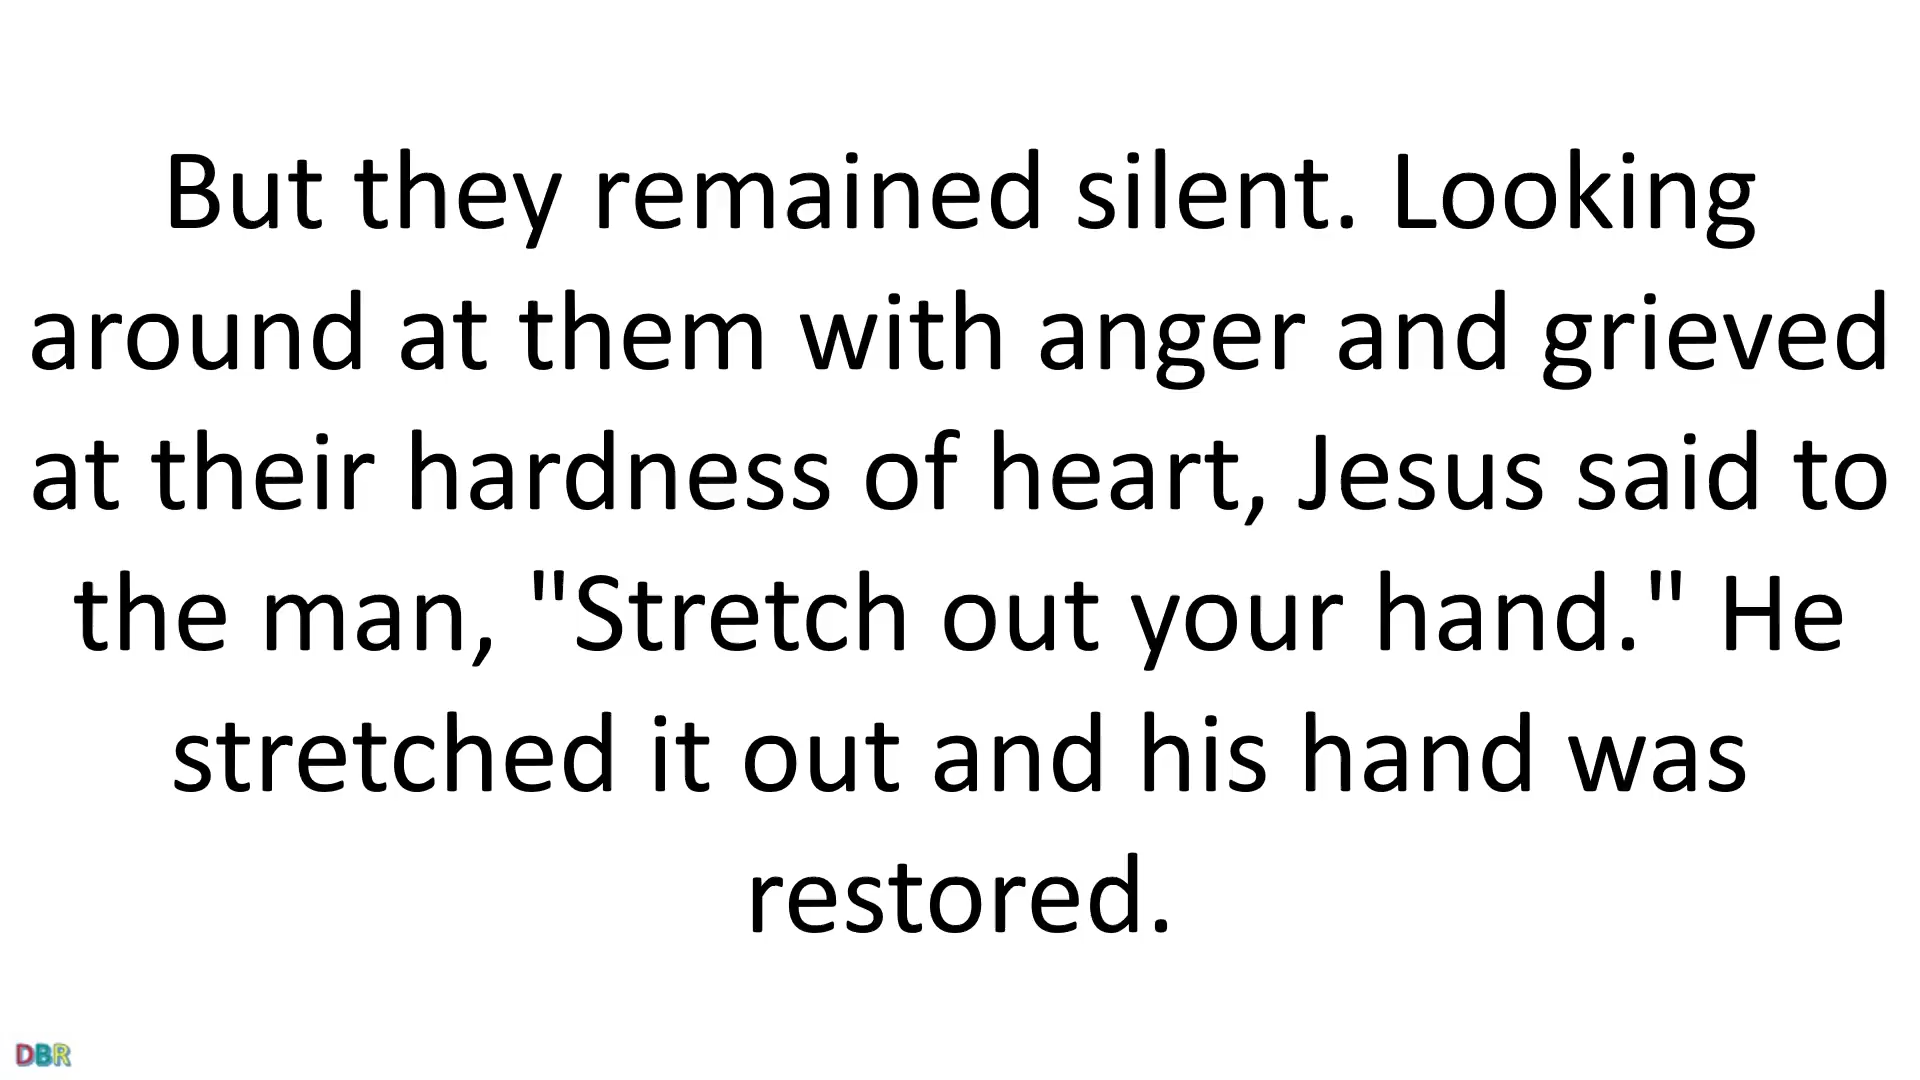 But they remained silent. Looking
around at them with anger and grieved
at their hardness of heart, Jesus said to
the man, "Stretch out your hand." He
stretched it out and his hand was
restored.
DBR